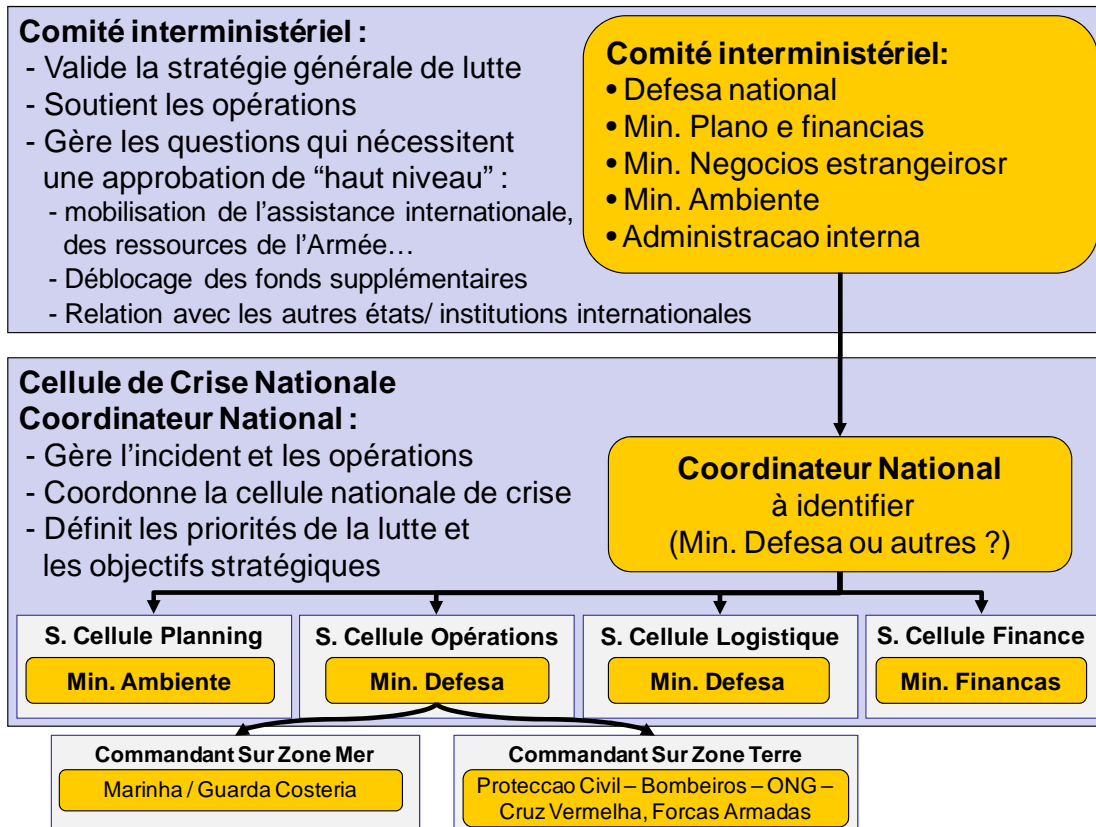 Comité interministériel :
- Valide la stratégie générale de lutte
- Soutient les opérations
- Gère les questions qui nécessitent
une approbation de “haut niveau” :
- mobilisation de l’assistance internationale,
des ressources de l’Armée…
- Déblocage des fonds supplémentaires
- Relation avec les autres états/ institutions internationales
Comité interministériel:
• Defesa national
• Min. Plano e financias
• Min. Negocios estrangeirosr
• Min. Ambiente
• Administracao interna
Cellule de Crise Nationale
Coordinateur National :
- Gère l’incident et les opérations
- Coordonne la cellule nationale de crise
- Définit les priorités de la lutte et
les objectifs stratégiques
Coordinateur National
à identifier
(Min. Defesa ou autres ?)
S. Cellule Planning
Min. Ambiente
S. Cellule Opérations
Min. Defesa
S. Cellule Logistique
Min. Defesa
S. Cellule Finance
Min. Financas
Commandant Sur Zone Mer
Marinha / Guarda Costeria
Commandant Sur Zone Terre
Proteccao Civil – Bombeiros – ONG –
Cruz Vermelha, Forcas Armadas